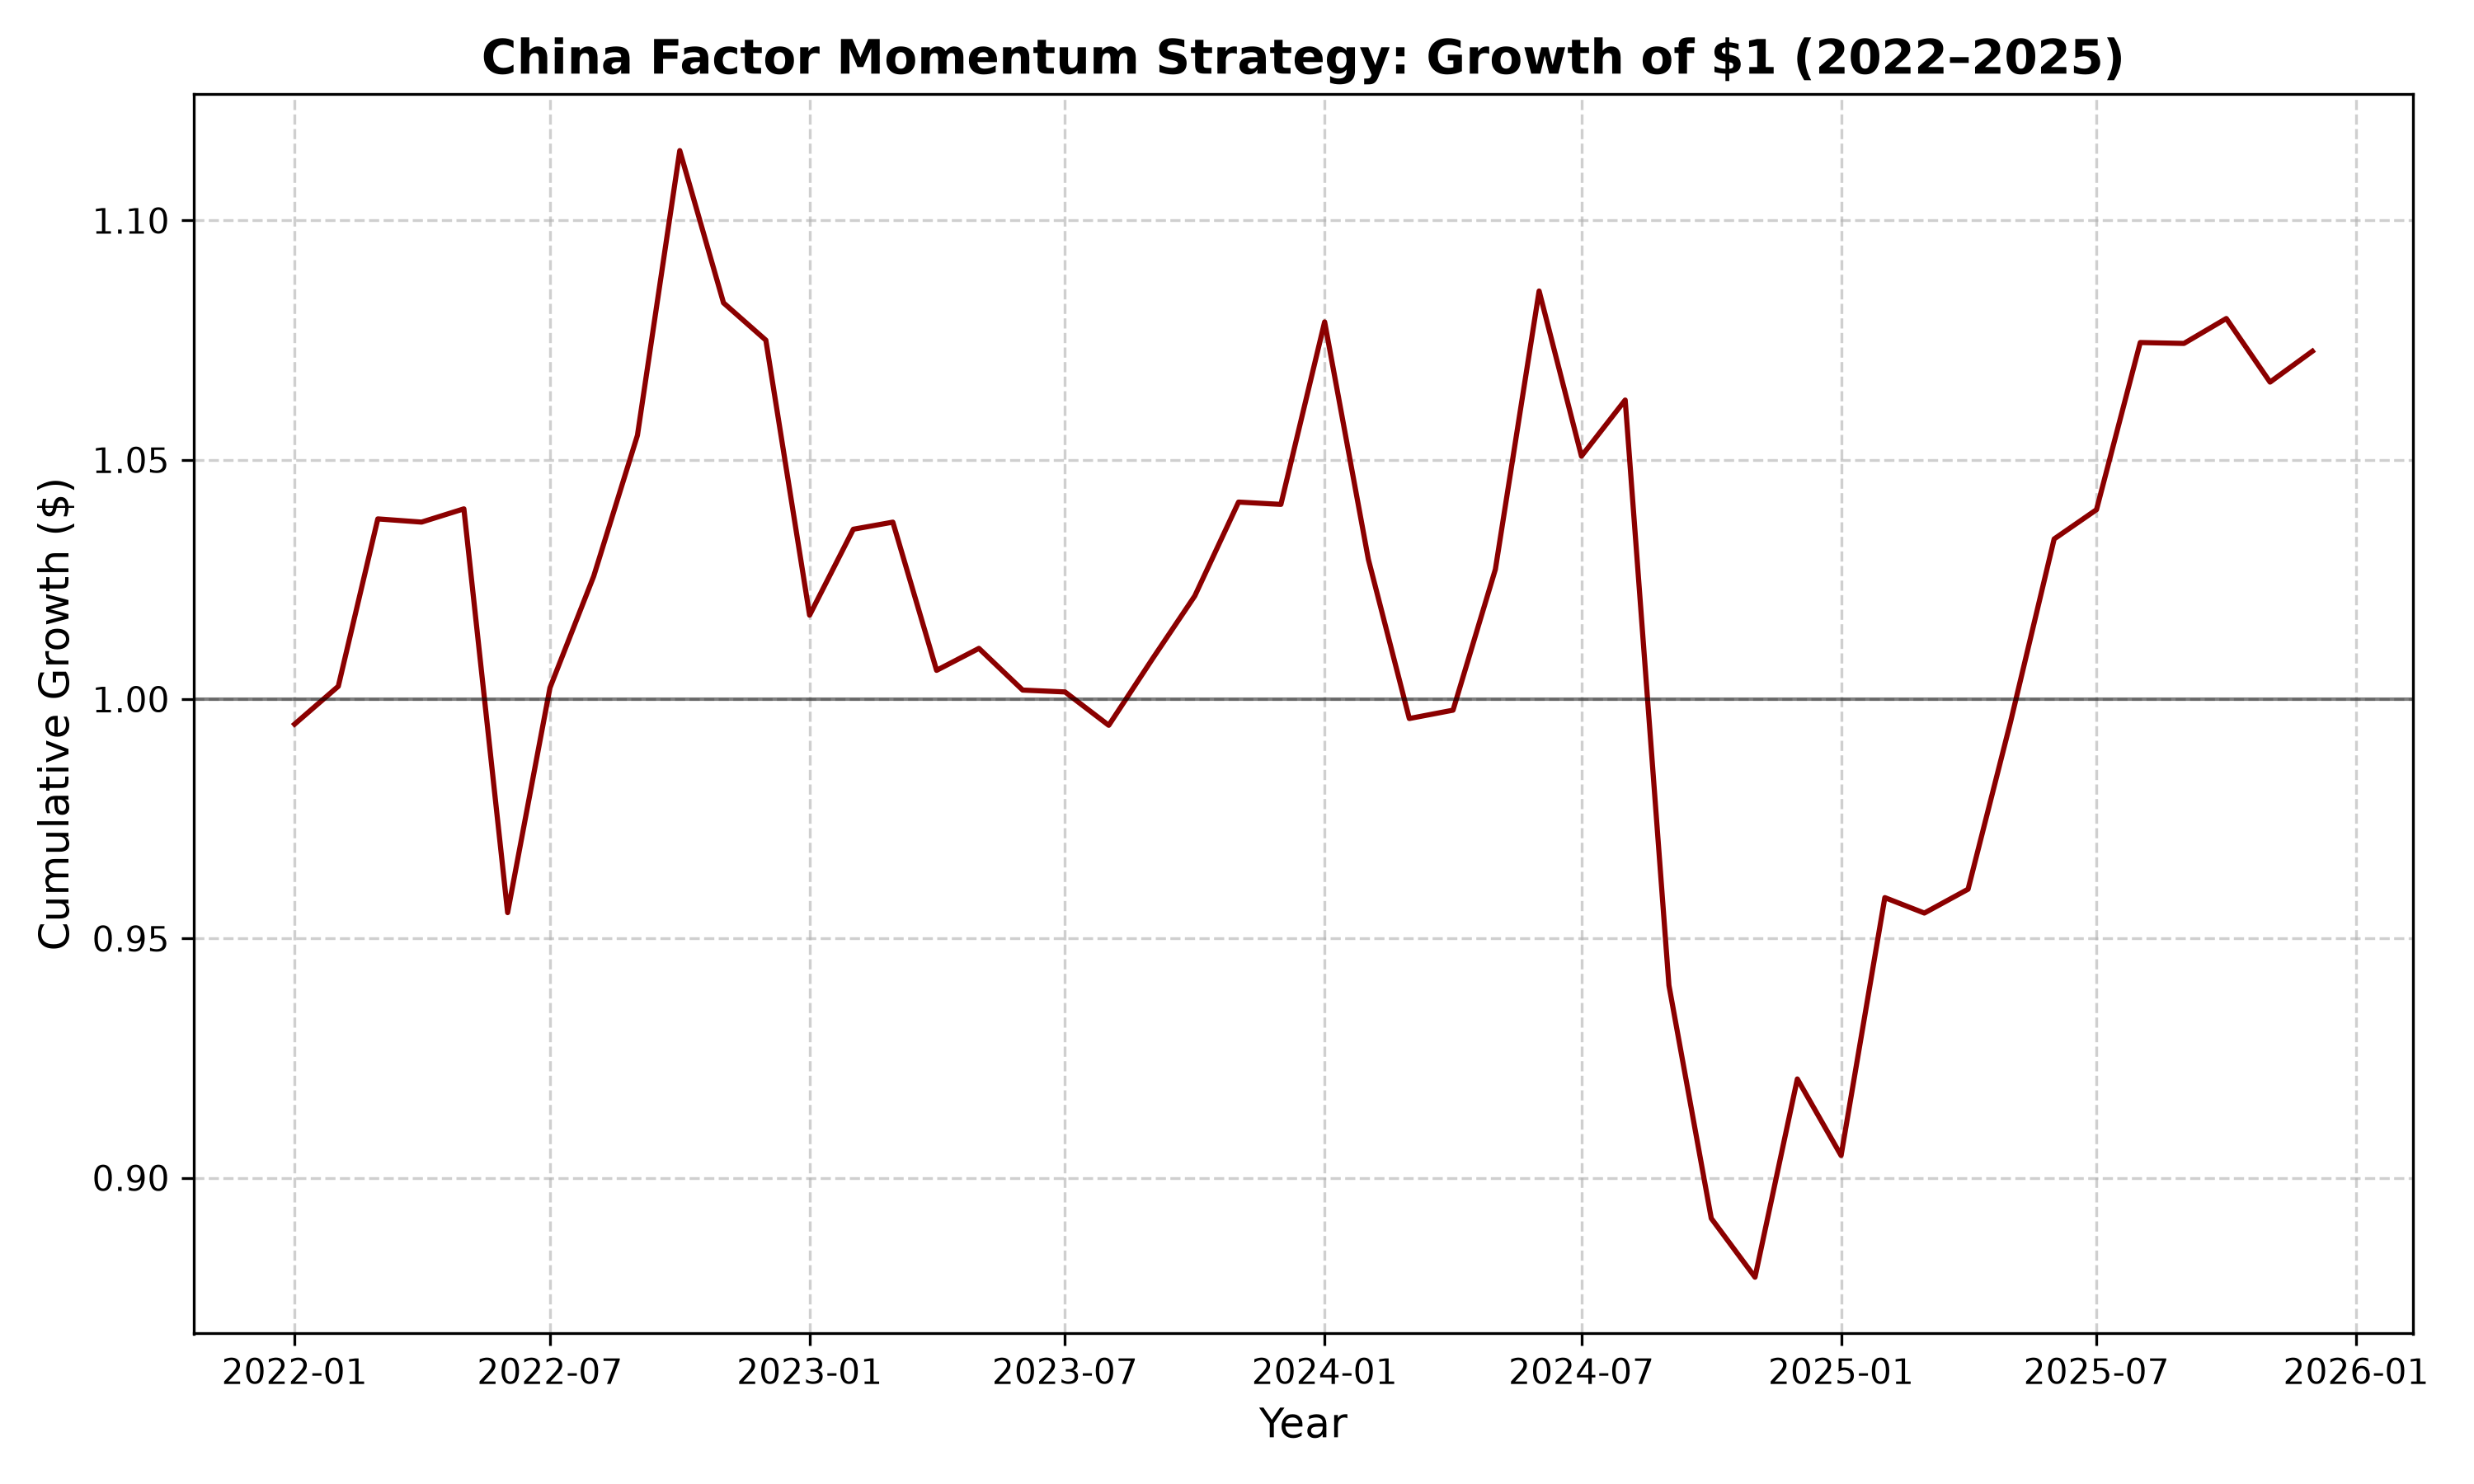 China Factor Momentum Strategy: Growth of $1 (2022–2025)
Cumulative Growth ($)
1.10
1.05
1.00
0.95
0.90
2022-01 2022-07 2023-01 2023-07 2024-01 2024-07 2025-01 2025-07 2026-01
Year